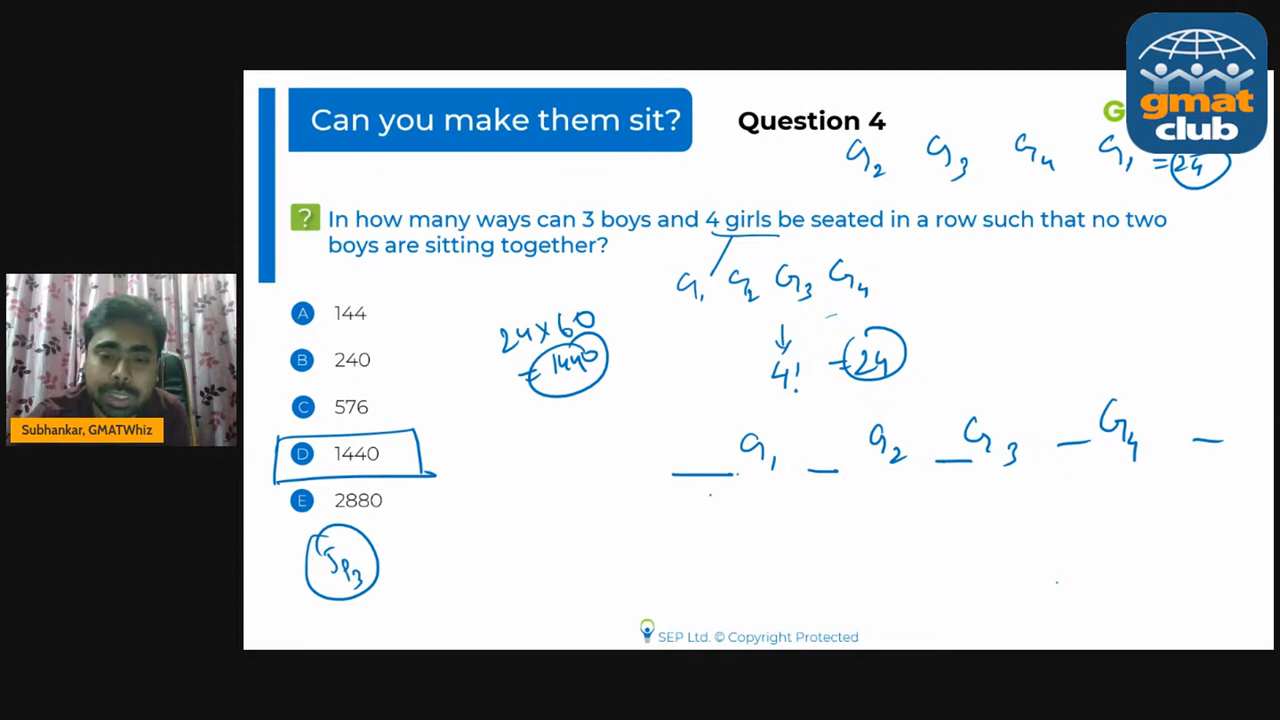 gmat club
Can you make them sit?
Question 4
G
G2 G3 G4 G1 = 24
In how many ways can 3 boys and 4 girls be seated in a row such that no two
boys are sitting together?
G1 G2 G3 G4
A 144
24 x 60
= 1440
4! = 24
B 240
C 576
_ G1 _ G2 _ G3 _ G4 _
D 1440
E 2880
5P3
Subhankar, GMATWhiz
SEP Ltd. © Copyright Protected